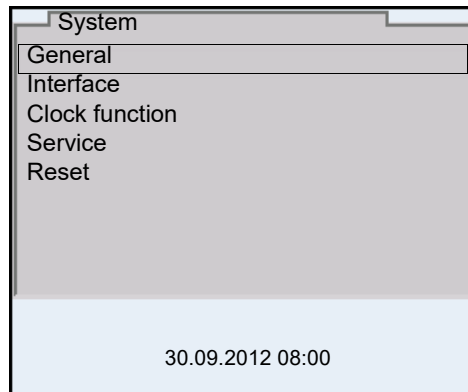 System
General
Interface
Clock function
Service
Reset
30.09.2012 08:00